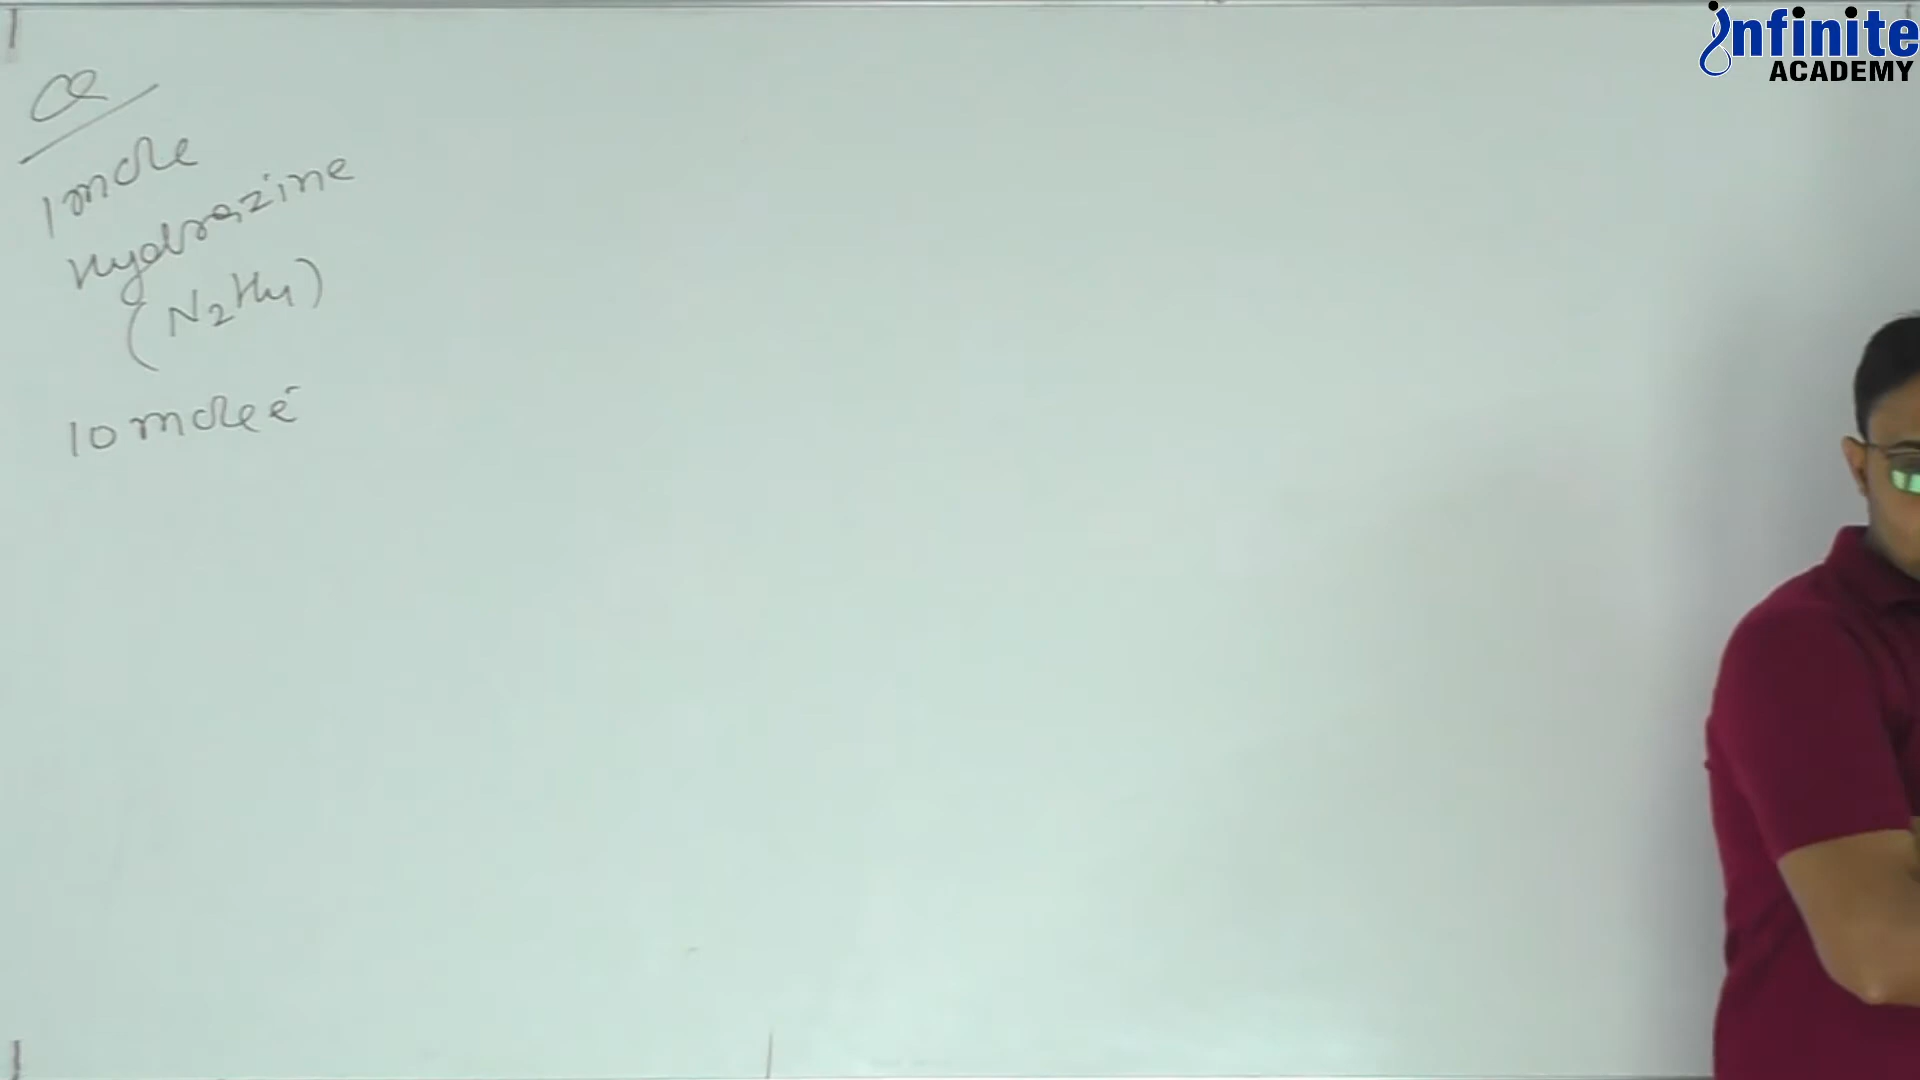 infinite
ACADEMY
Q
1 mole
Hydrazine
(N2H4)
10 mole e-